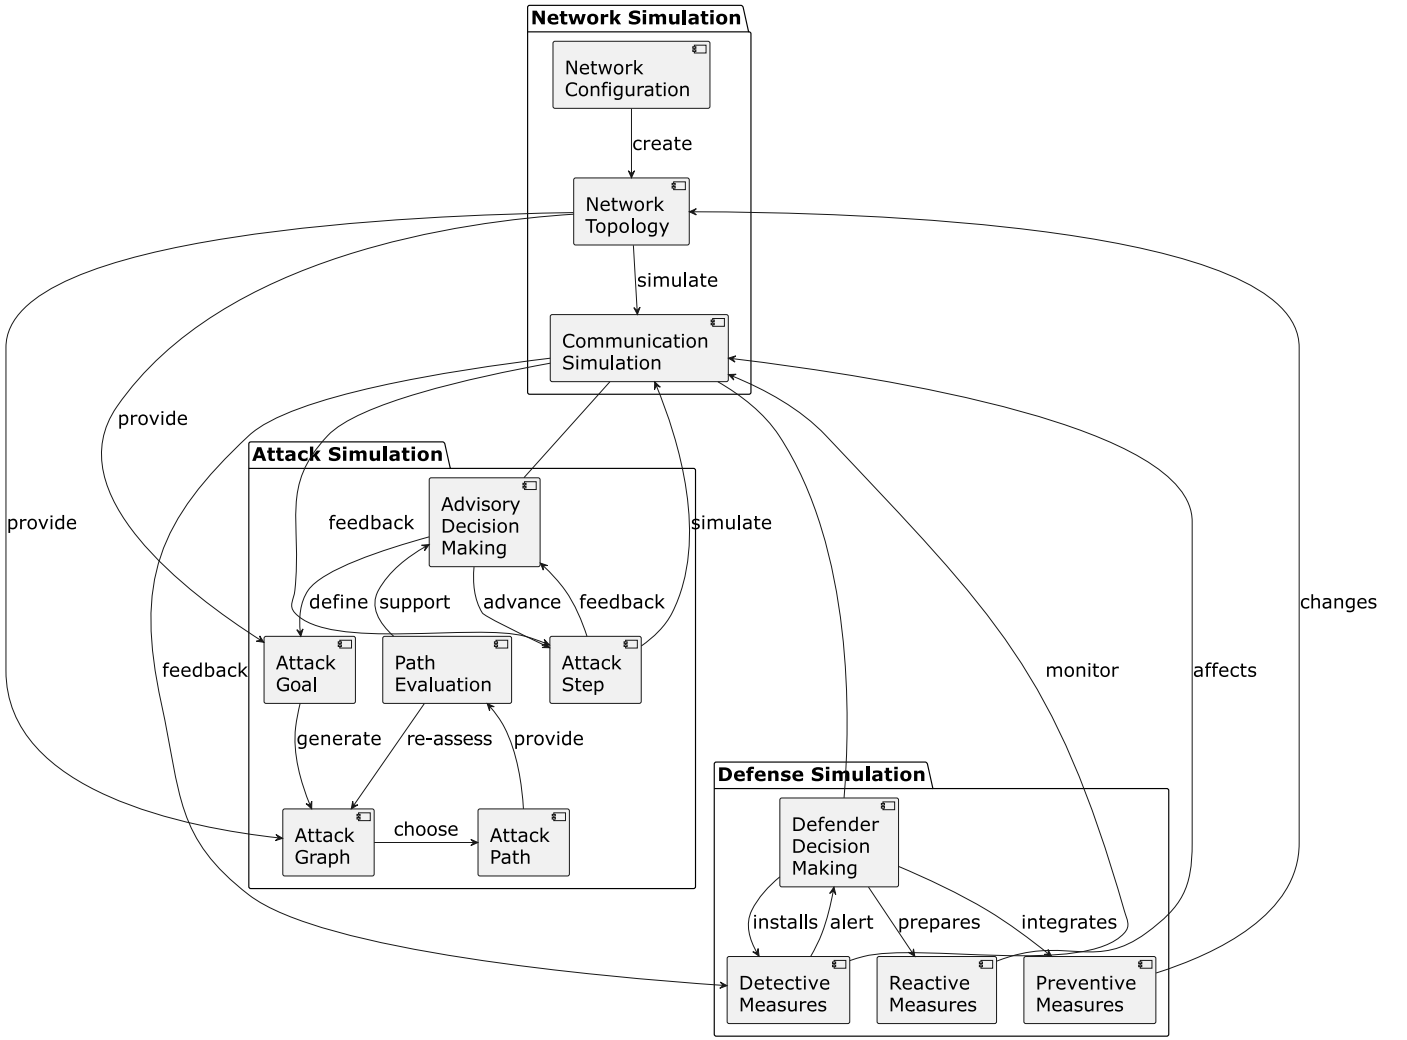 Network Simulation
Network
Configuration
create
Network
Topology
simulate
Communication
Simulation
provide
Attack Simulation
Advisory
Decision
Making
provide
feedback
simulate
define
support
advance
feedback
changes
Attack
Goal
Path
Evaluation
Attack
Step
feedback
monitor
affects
generate
re-assess
provide
Defense Simulation
Attack
Graph
choose
Attack
Path
Defender
Decision
Making
installs
alert
prepares
integrates
Detective
Measures
Reactive
Measures
Preventive
Measures